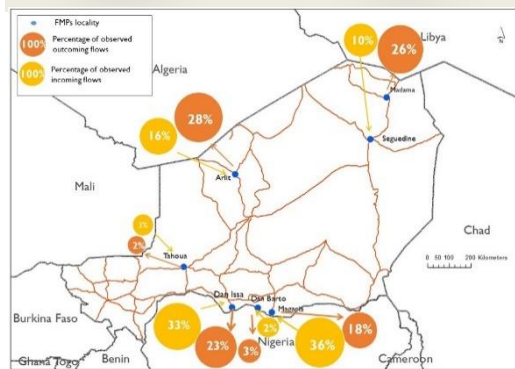 FMPs locality
100%
Percentage of observed
outcoming flows
100%
Percentage of observed
incoming flows
Algeria
Libya
10%
26%
Madama
28%
16%
Seguedine
Arlit
Mali
Chad
2%
Tahoua
0 50 100 200 Kilometers
Dan Issa
Dan Barto
Burkina Faso
33%
23%
3%
2%
Nigeria
36%
18%
Ghana
Togo
Benin
Cameroon